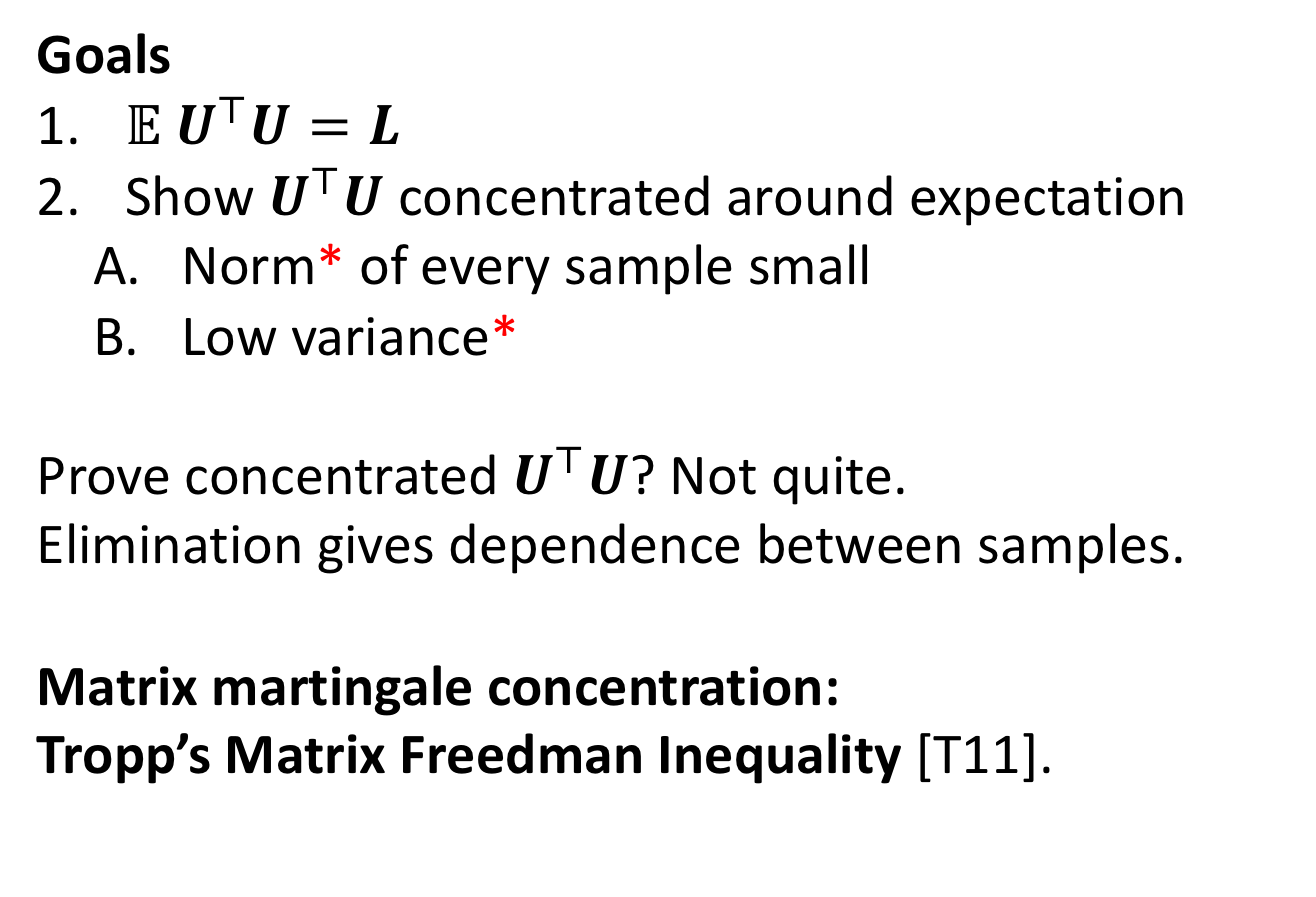 Goals
1. 𝔼 𝑼⊤𝑼 = 𝑳
2. Show 𝑼⊤𝑼 concentrated around expectation
A. Norm* of every sample small
B. Low variance*
Prove concentrated 𝑼⊤𝑼? Not quite.
Elimination gives dependence between samples.
Matrix martingale concentration:
Tropp’s Matrix Freedman Inequality [T11].